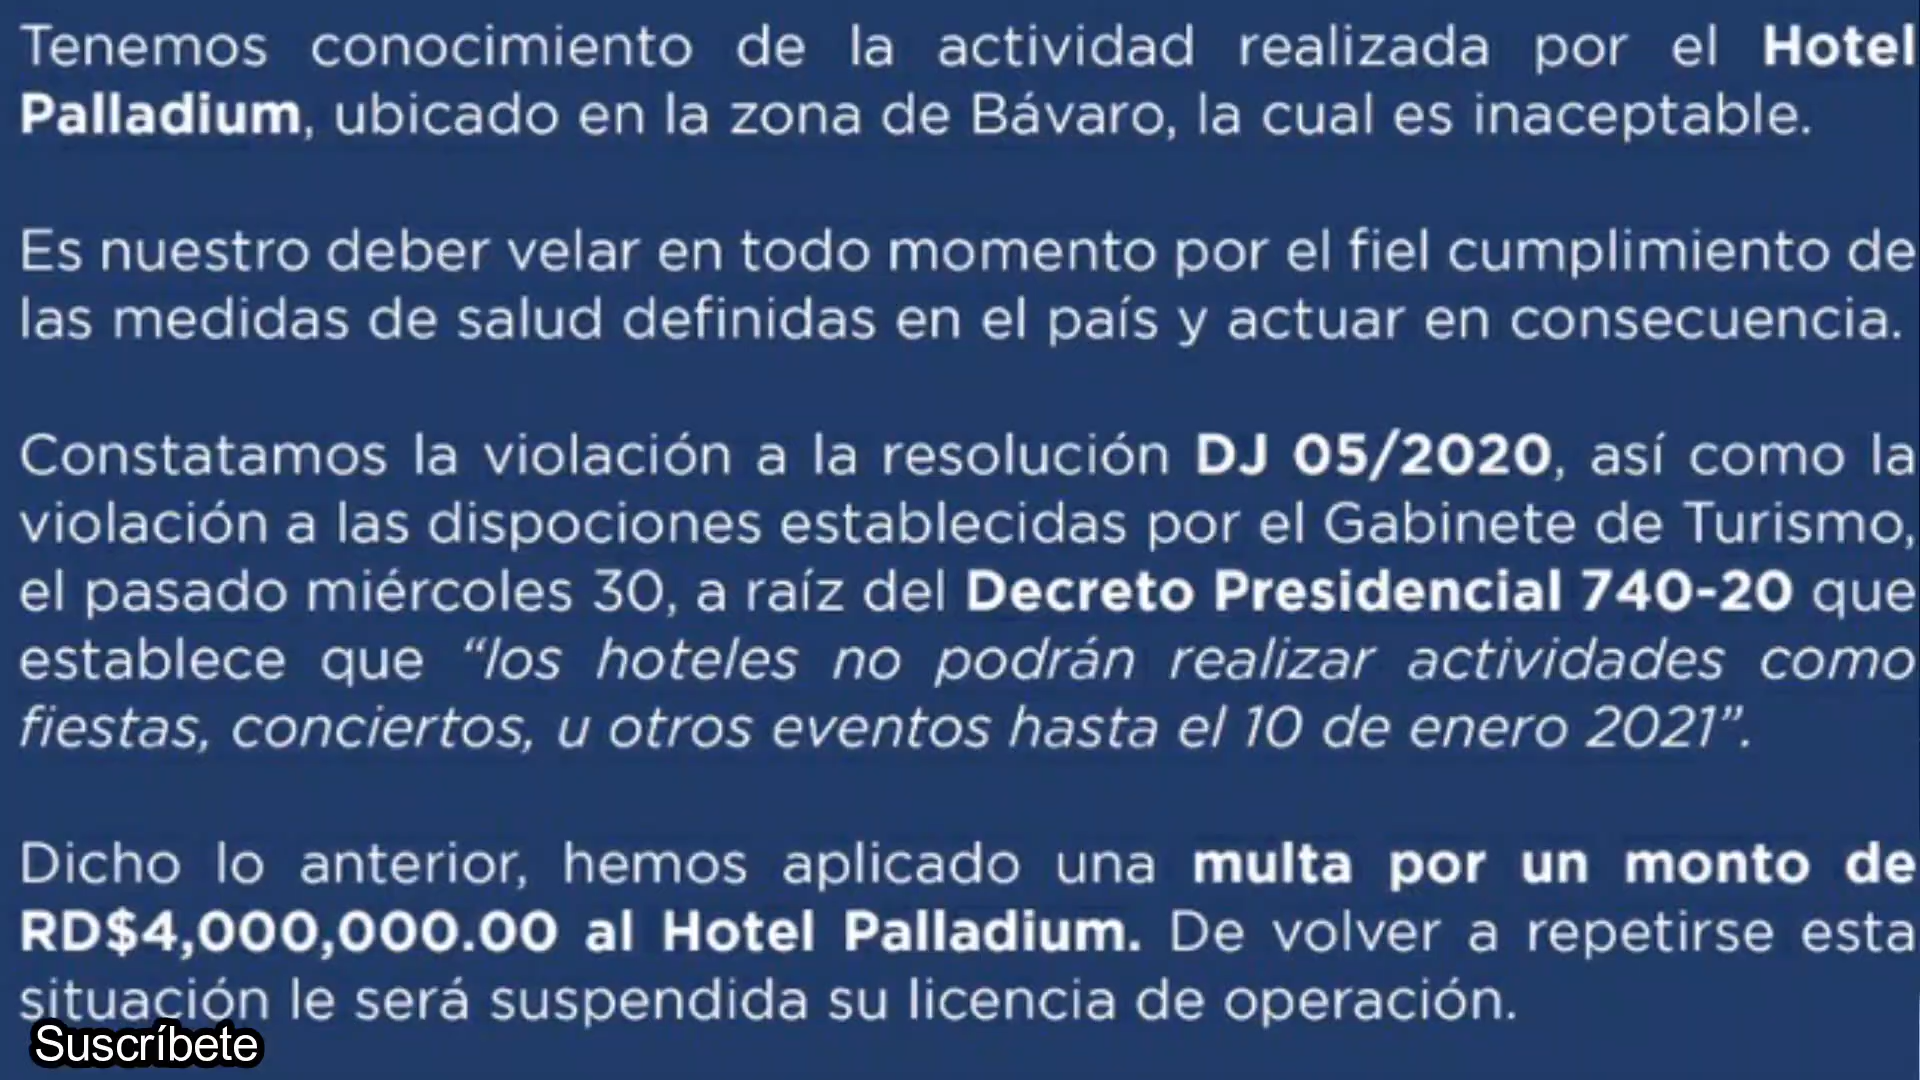 Tenemos conocimiento de la actividad realizada por el Hotel
Palladium, ubicado en la zona de Bávaro, la cual es inaceptable.
Es nuestro deber velar en todo momento por el fiel cumplimiento de
las medidas de salud definidas en el país y actuar en consecuencia.
Constatamos la violación a la resolución DJ 05/2020, así como la
violación a las dispociones establecidas por el Gabinete de Turismo,
el pasado miércoles 30, a raíz del Decreto Presidencial 740-20 que
establece que “los hoteles no podrán realizar actividades como
fiestas, conciertos, u otros eventos hasta el 10 de enero 2021”.
Dicho lo anterior, hemos aplicado una multa por un monto de
RD$4,000,000.00 al Hotel Palladium. De volver a repetirse esta
situación le será suspendida su licencia de operación.
Suscríbete